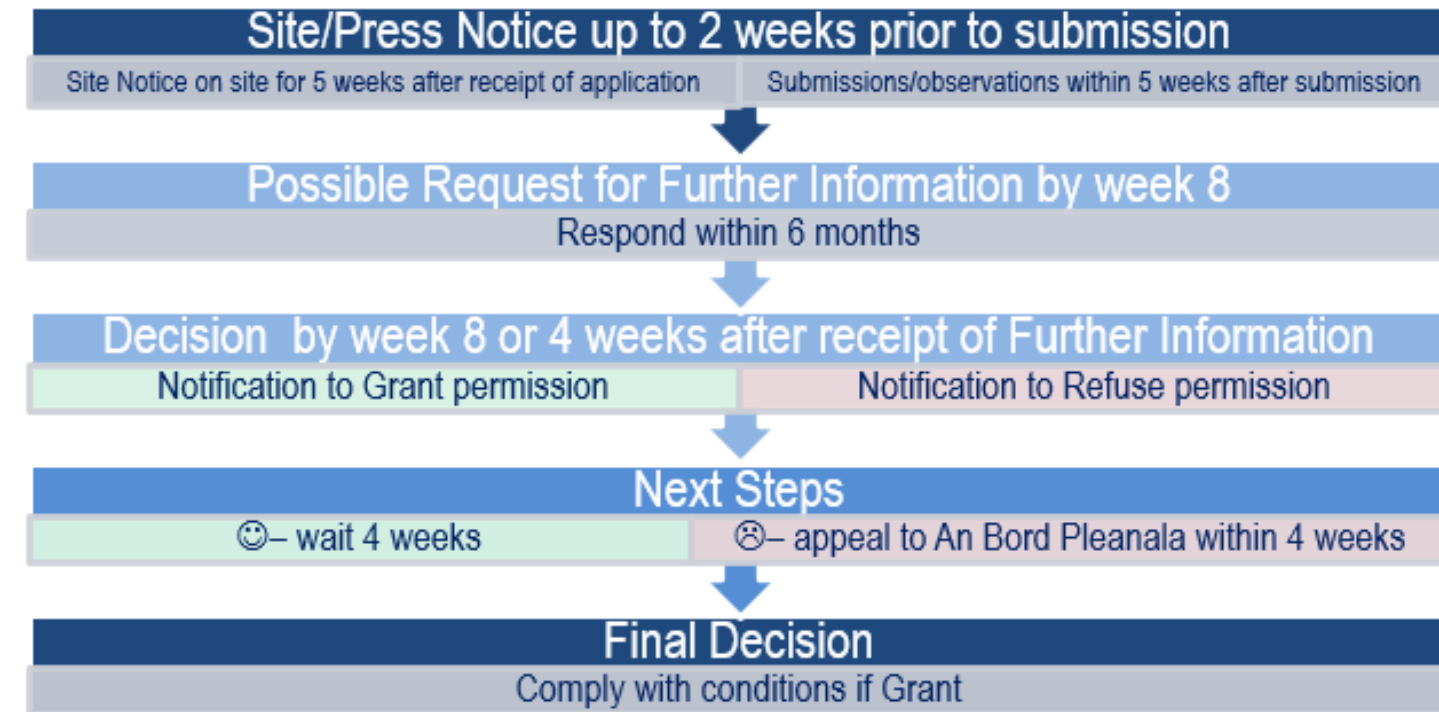 Site/Press Notice up to 2 weeks prior to submission
Site Notice on site for 5 weeks after receipt of application
Submissions/observations within 5 weeks after submission
Possible Request for Further Information by week 8
Respond within 6 months
Decision by week 8 or 4 weeks after receipt of Further Information
Notification to Grant permission
Notification to Refuse permission
Next Steps
☺– wait 4 weeks
☹– appeal to An Bord Pleanala within 4 weeks
Final Decision
Comply with conditions if Grant